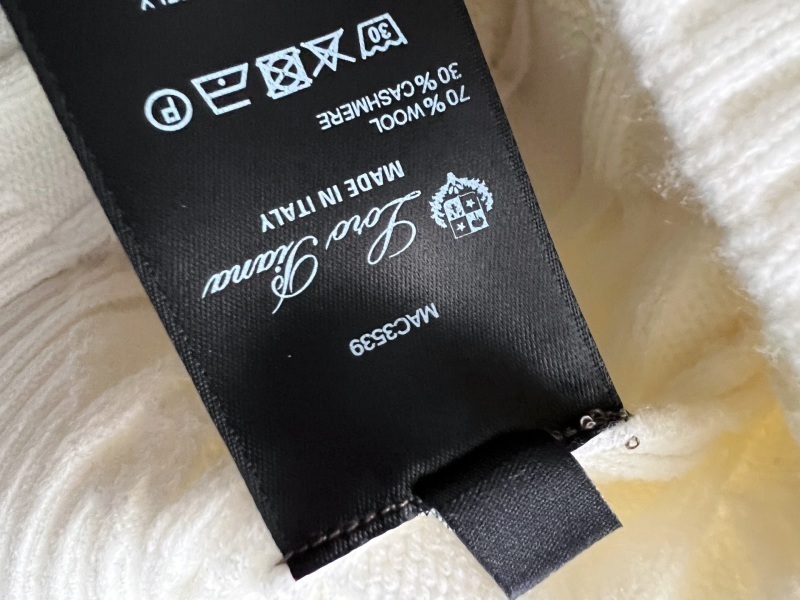 MAC3539
Loro Piana
MADE IN ITALY
70% WOOL
30% CASHMERE
30
P